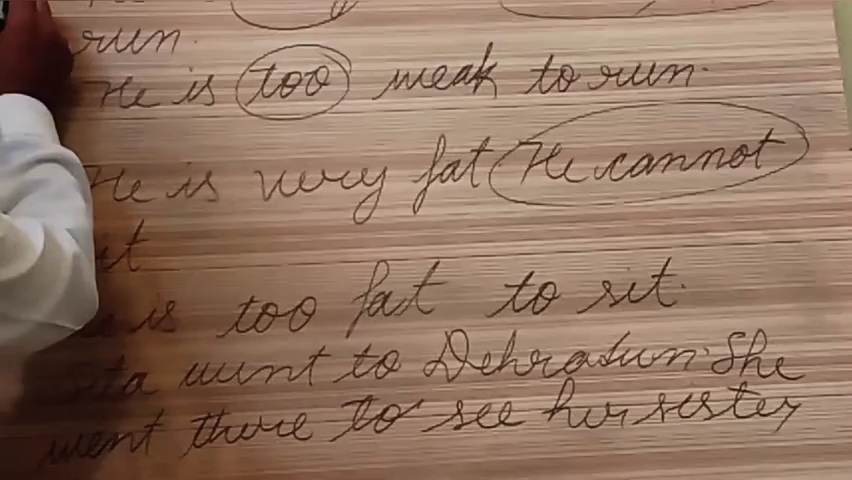 run.
He is too weak to run.
He is very fat He cannot
sit
is too fat to sit.
Sita went to Dehradun. She
went there to see her sister